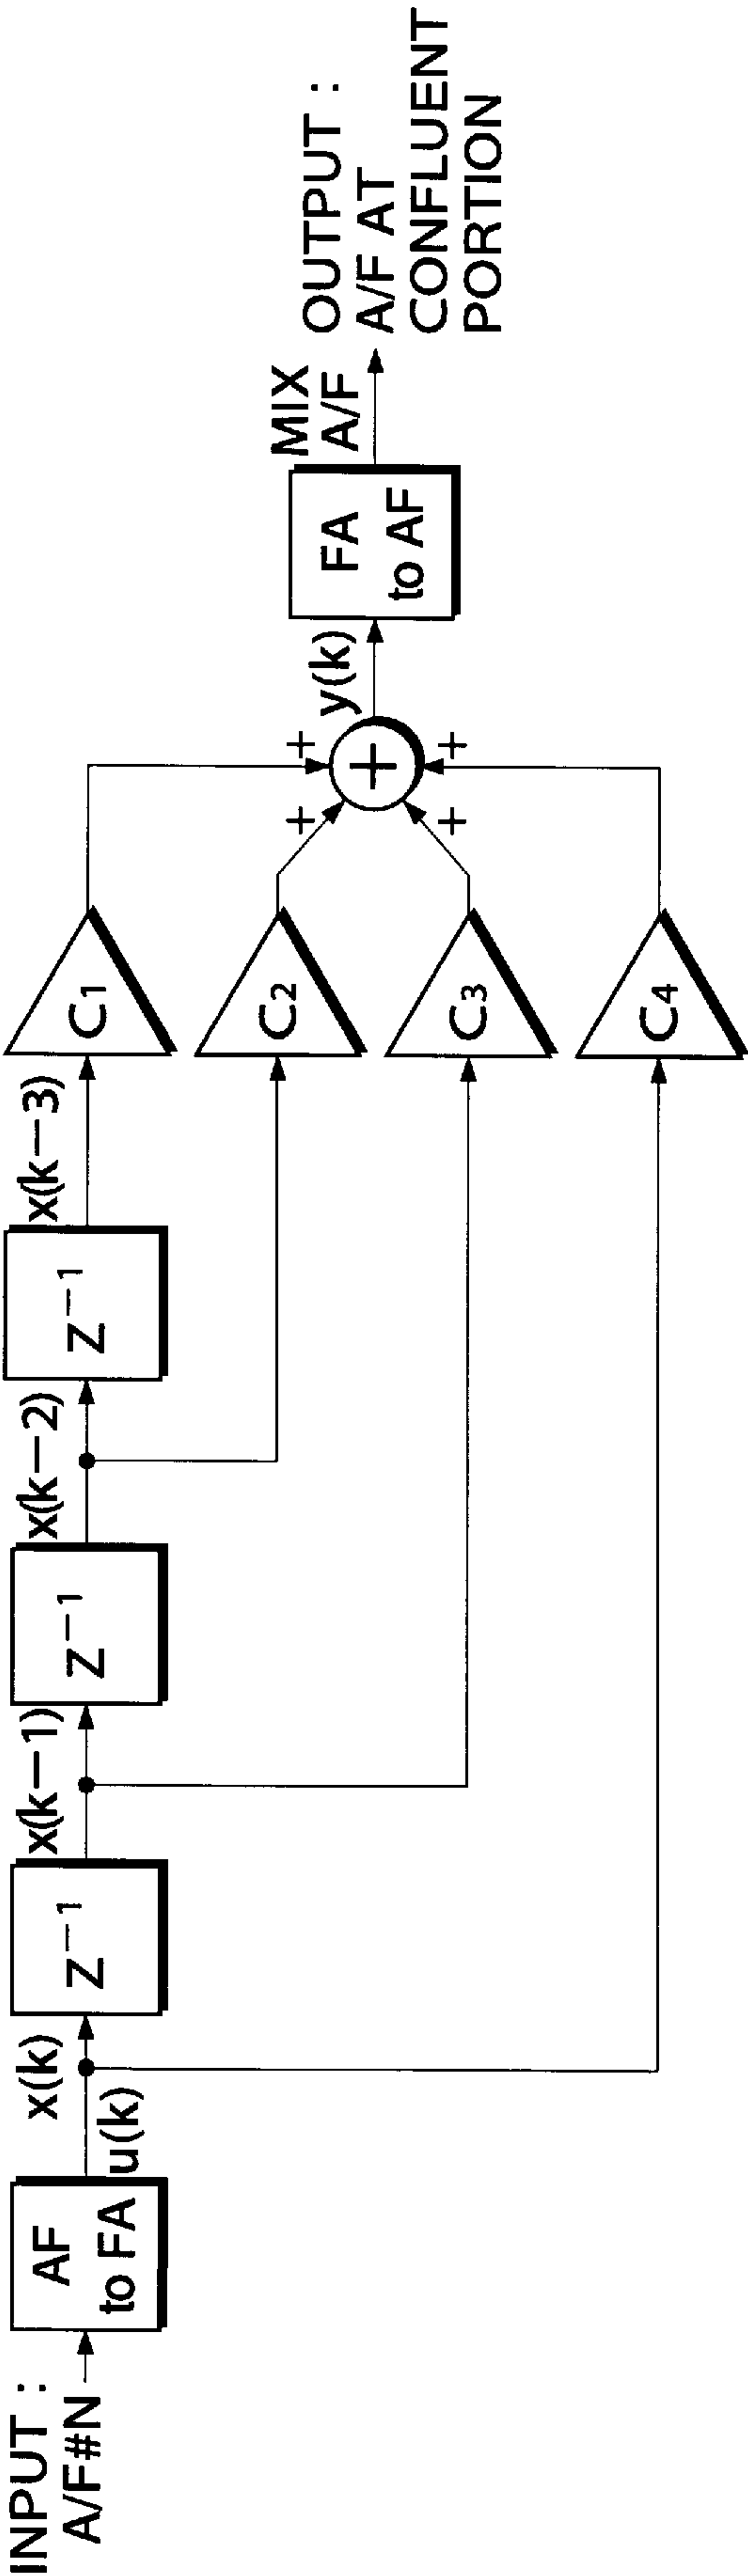 INPUT :
A/F#N
AF
to FA
x(k)
u(k)
Z⁻¹
x(k−1)
Z⁻¹
x(k−2)
Z⁻¹
x(k−3)
C1
C2
C3
C4
+
+
+
+
+
y(k)
FA
to AF
MIX
A/F
OUTPUT :
A/F AT
CONFLUENT
PORTION